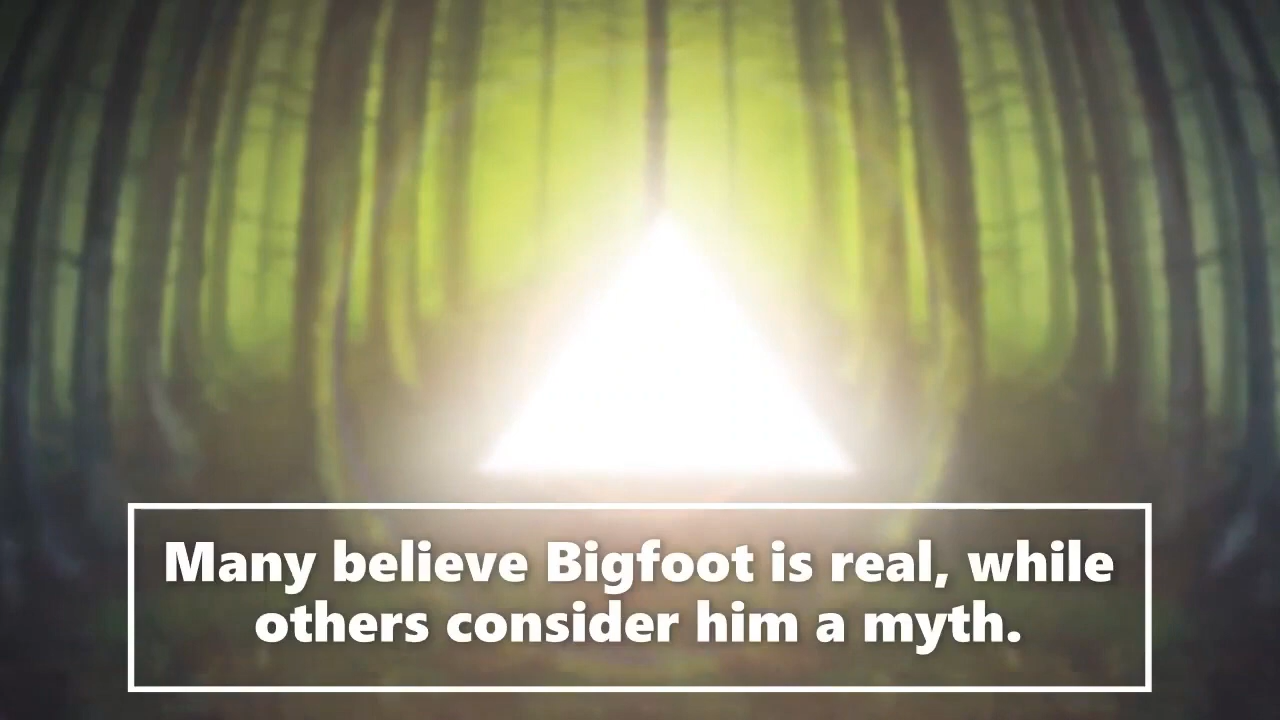 Many believe Bigfoot is real, while
others consider him a myth.